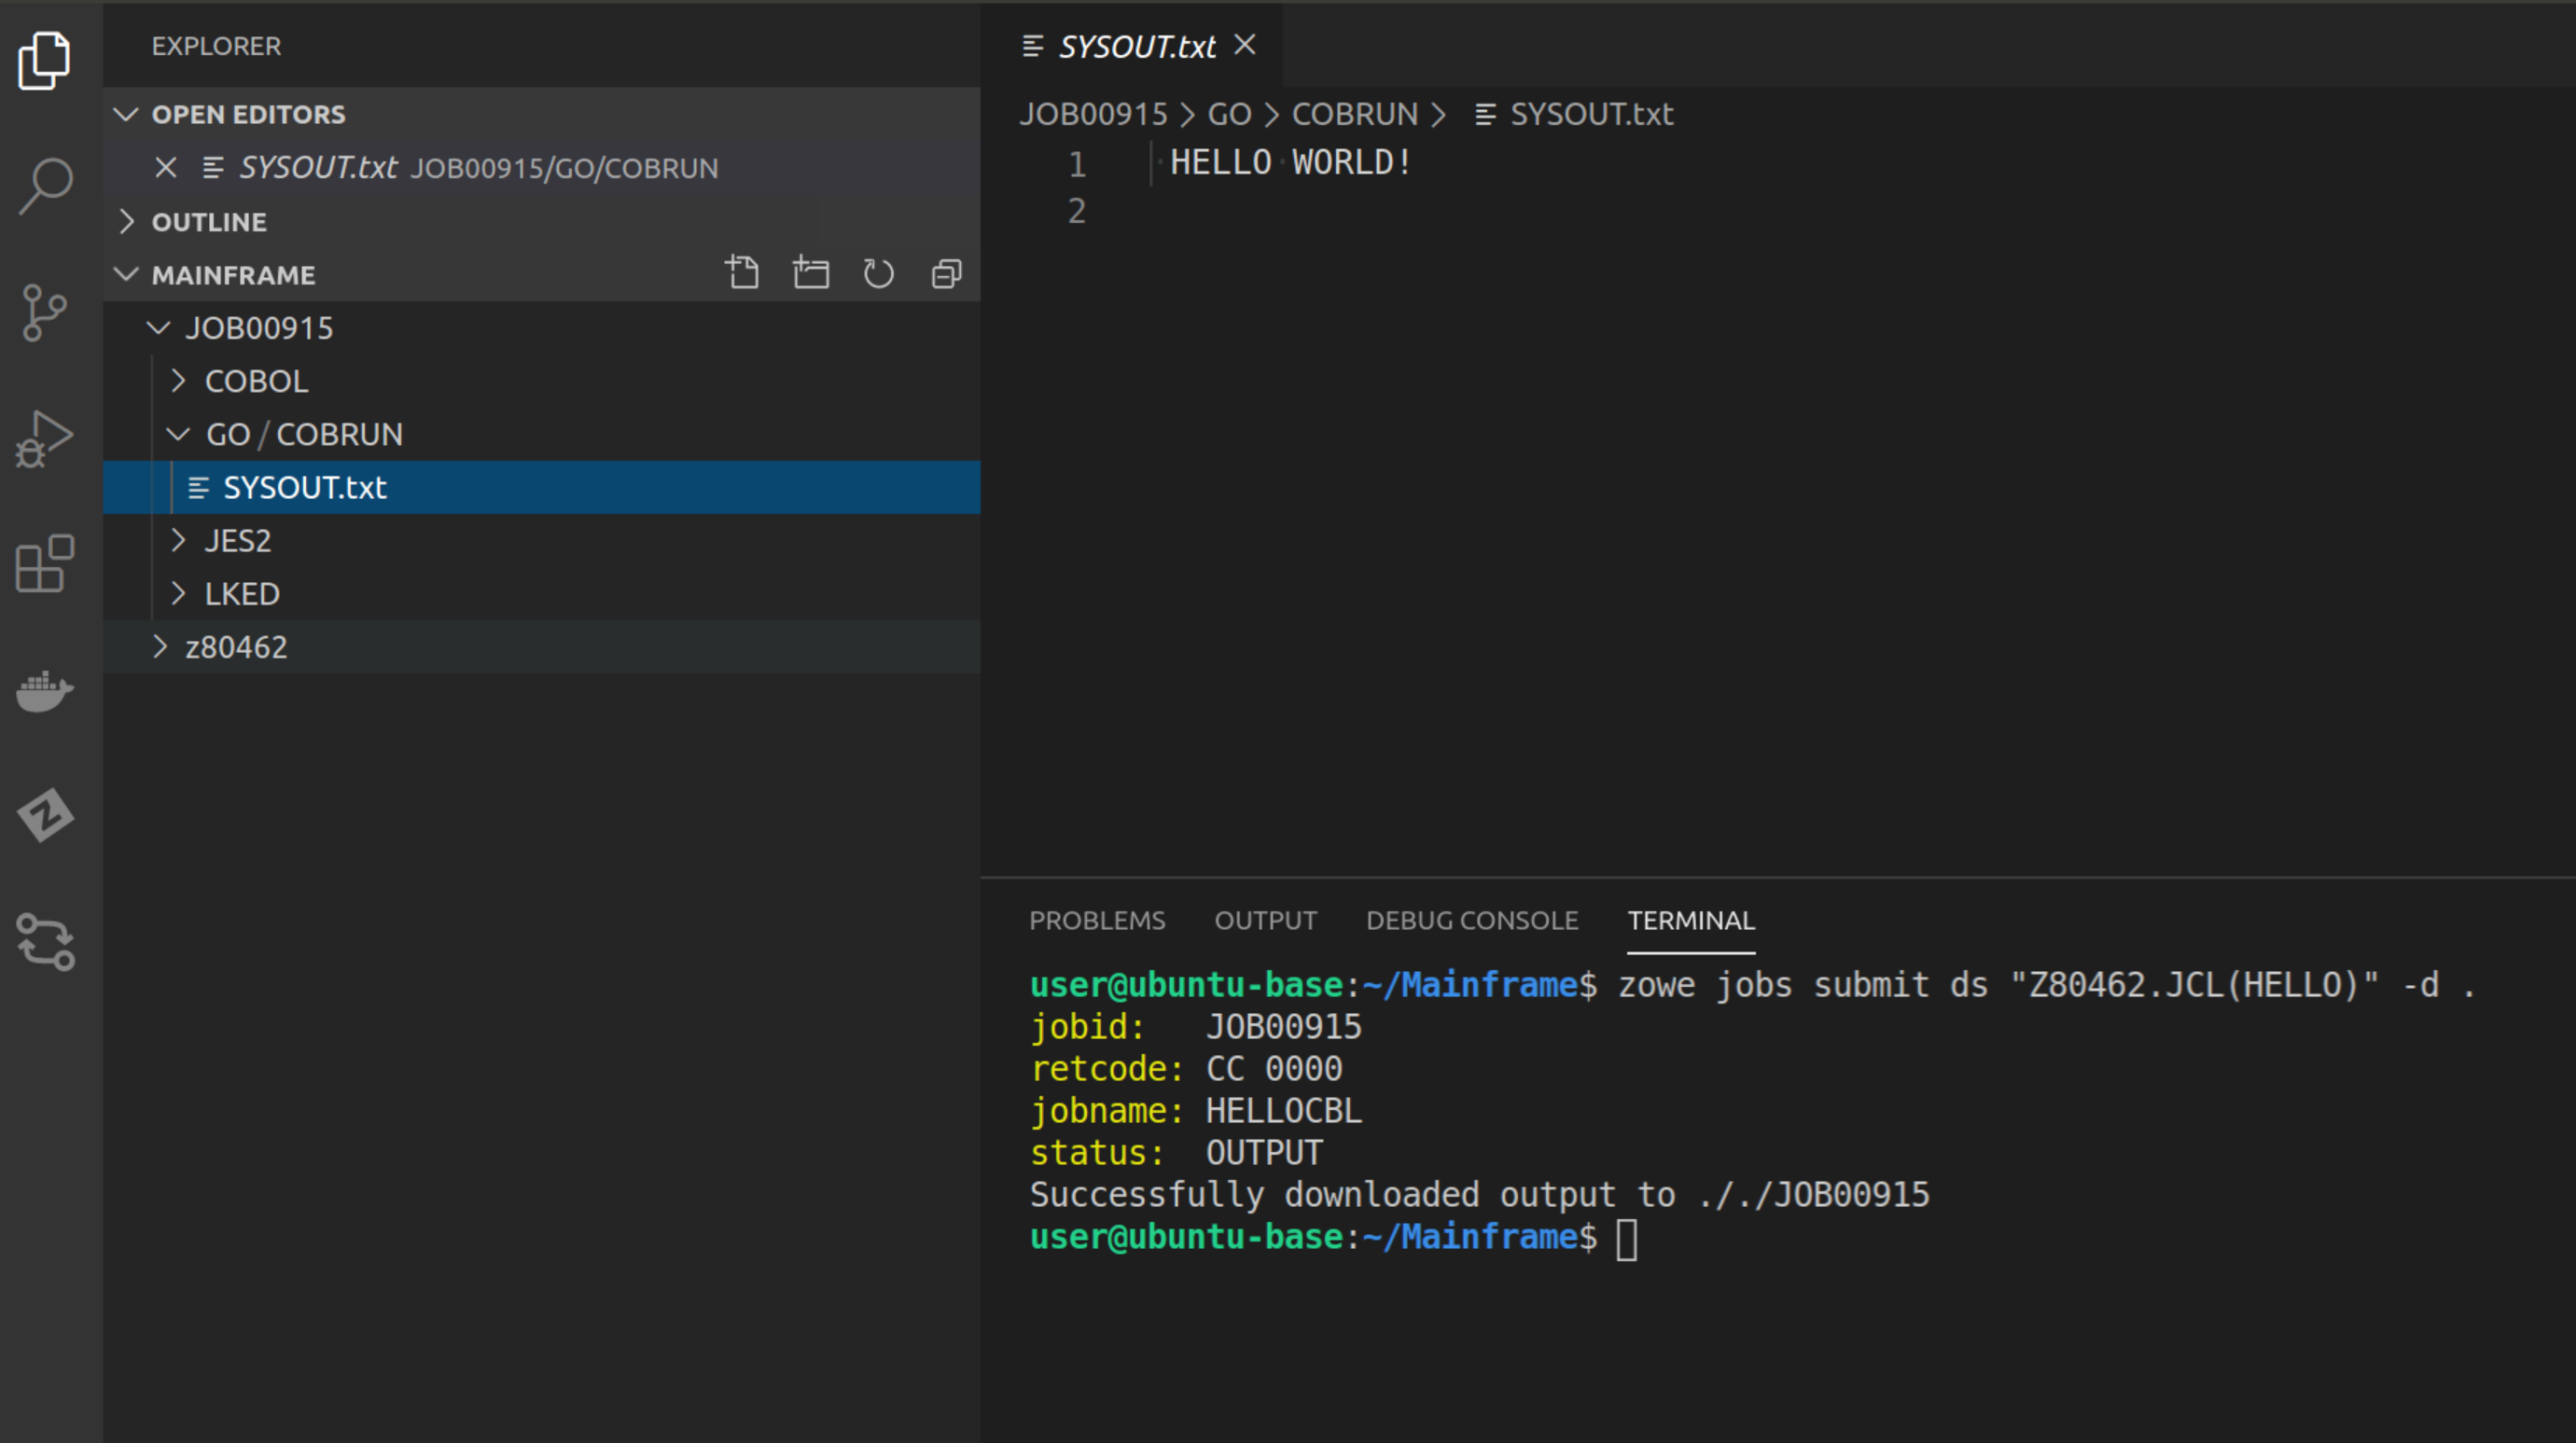 EXPLORER
OPEN EDITORS
SYSOUT.txt JOB00915/GO/COBRUN
OUTLINE
MAINFRAME
JOB00915
COBOL
GO / COBRUN
SYSOUT.txt
JES2
LKED
z80462
SYSOUT.txt
JOB00915 > GO > COBRUN > SYSOUT.txt
1 HELLO WORLD!
2
PROBLEMS OUTPUT DEBUG CONSOLE TERMINAL
user@ubuntu-base:~/Mainframe$ zowe jobs submit ds "Z80462.JCL(HELLO)" -d .
jobid: JOB00915
retcode: CC 0000
jobname: HELLOCBL
status: OUTPUT
Successfully downloaded output to ././JOB00915
user@ubuntu-base:~/Mainframe$